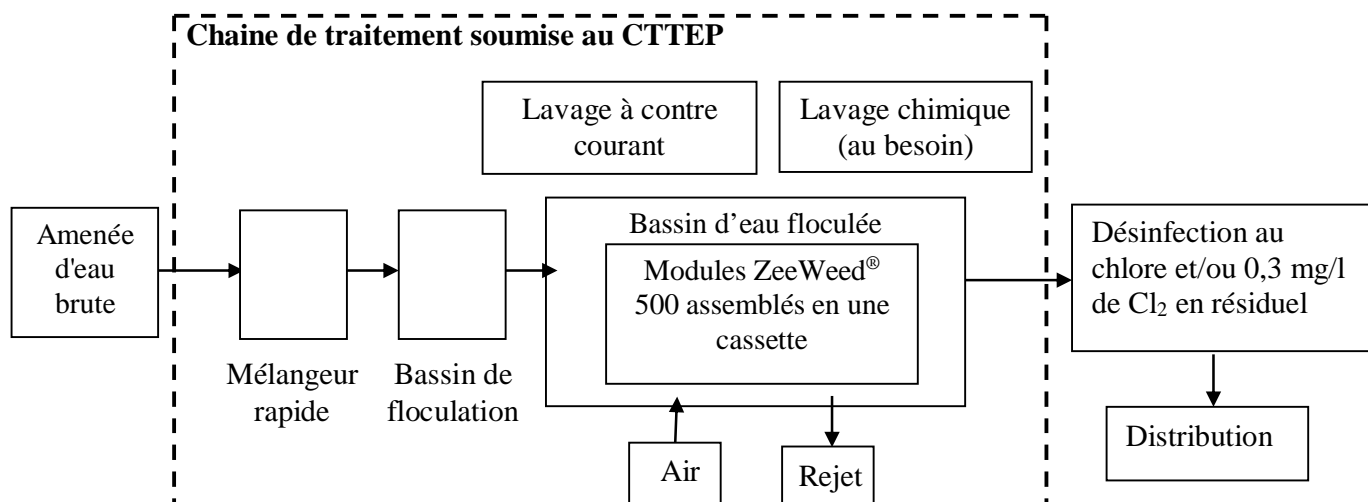 Chaine de traitement soumise au CTTEP
Lavage à contre
courant
Lavage chimique
(au besoin)
Amenée
d'eau
brute
Mélangeur
rapide
Bassin de
floculation
Bassin d’eau floculée
Modules ZeeWeed®
500 assemblés en une
cassette
Air
Rejet
Désinfection au
chlore et/ou 0,3 mg/l
de Cl₂ en résiduel
Distribution